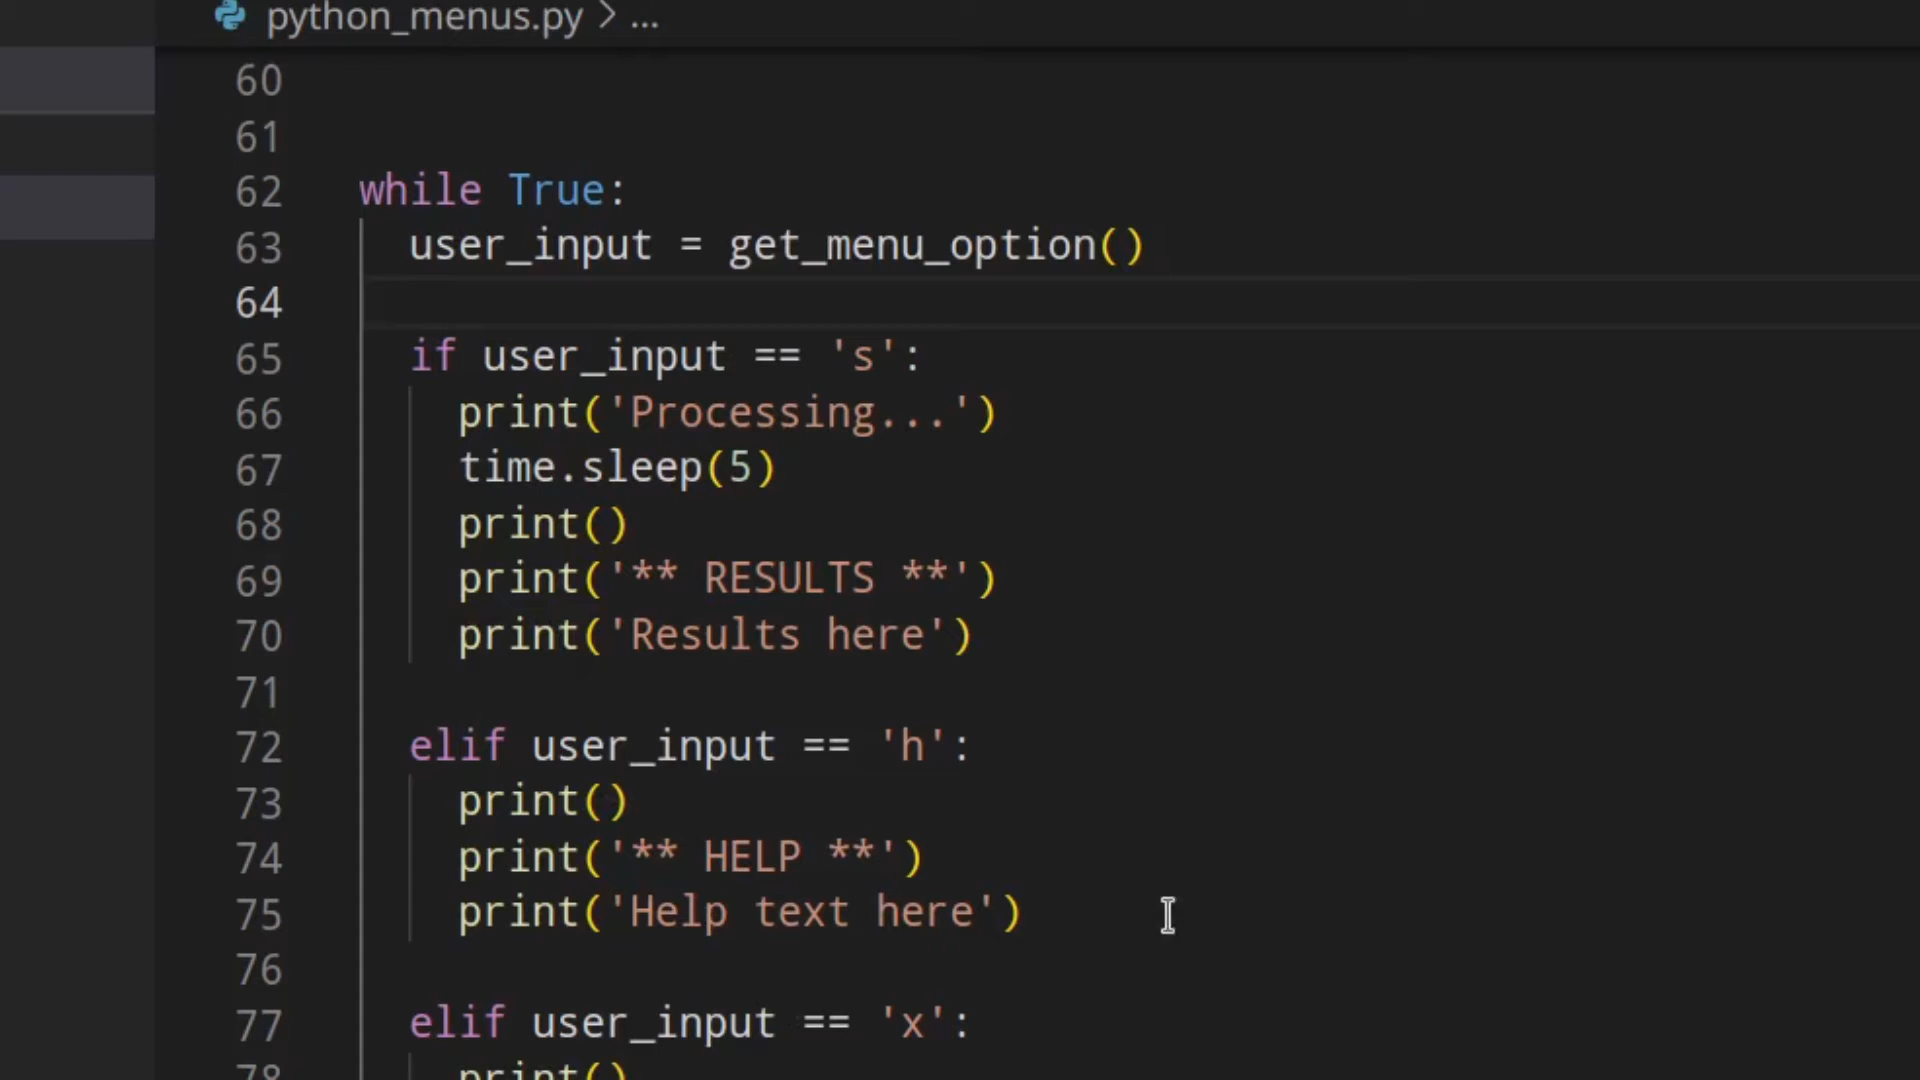 python_menus.py > ...
60
61
62 while True:
63 user_input = get_menu_option()
64
65 if user_input == 's':
66 print('Processing...')
67 time.sleep(5)
68 print()
69 print('** RESULTS **')
70 print('Results here')
71
72 elif user_input == 'h':
73 print()
74 print('** HELP **')
75 print('Help text here')
76
77 elif user_input == 'x':
78 print()